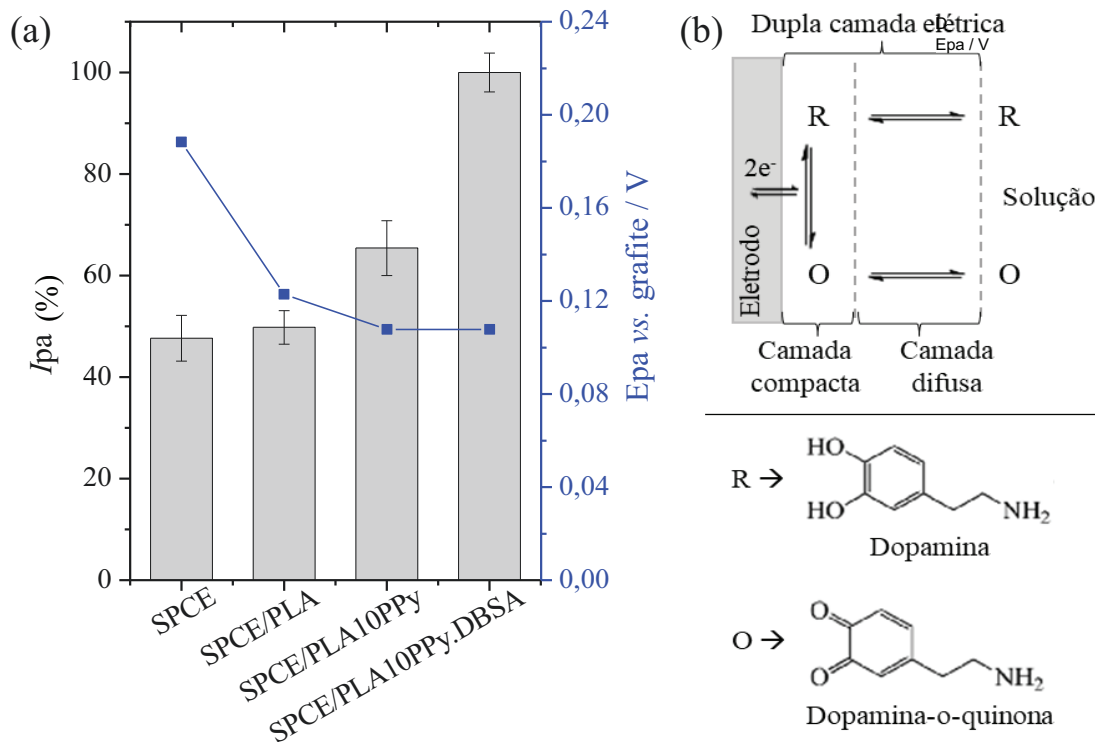 (a)
100
80
60
40
20
0
Ipa (%)
0,24
0,20
0,16
0,12
0,08
0,04
0,00
Epa vs. grafite / V
SPCE
SPCE/PLA
SPCE/PLA10PPy
SPCE/PLA10PPy.DBSA
(b)
Dupla camada elétrica
Epa / V
R
R
2e-
Solução
Eletrodo
O
O
Camada compacta
Camada difusa
R →
HO
HO
NH2
Dopamina
O →
O
O
NH2
Dopamina-o-quinona